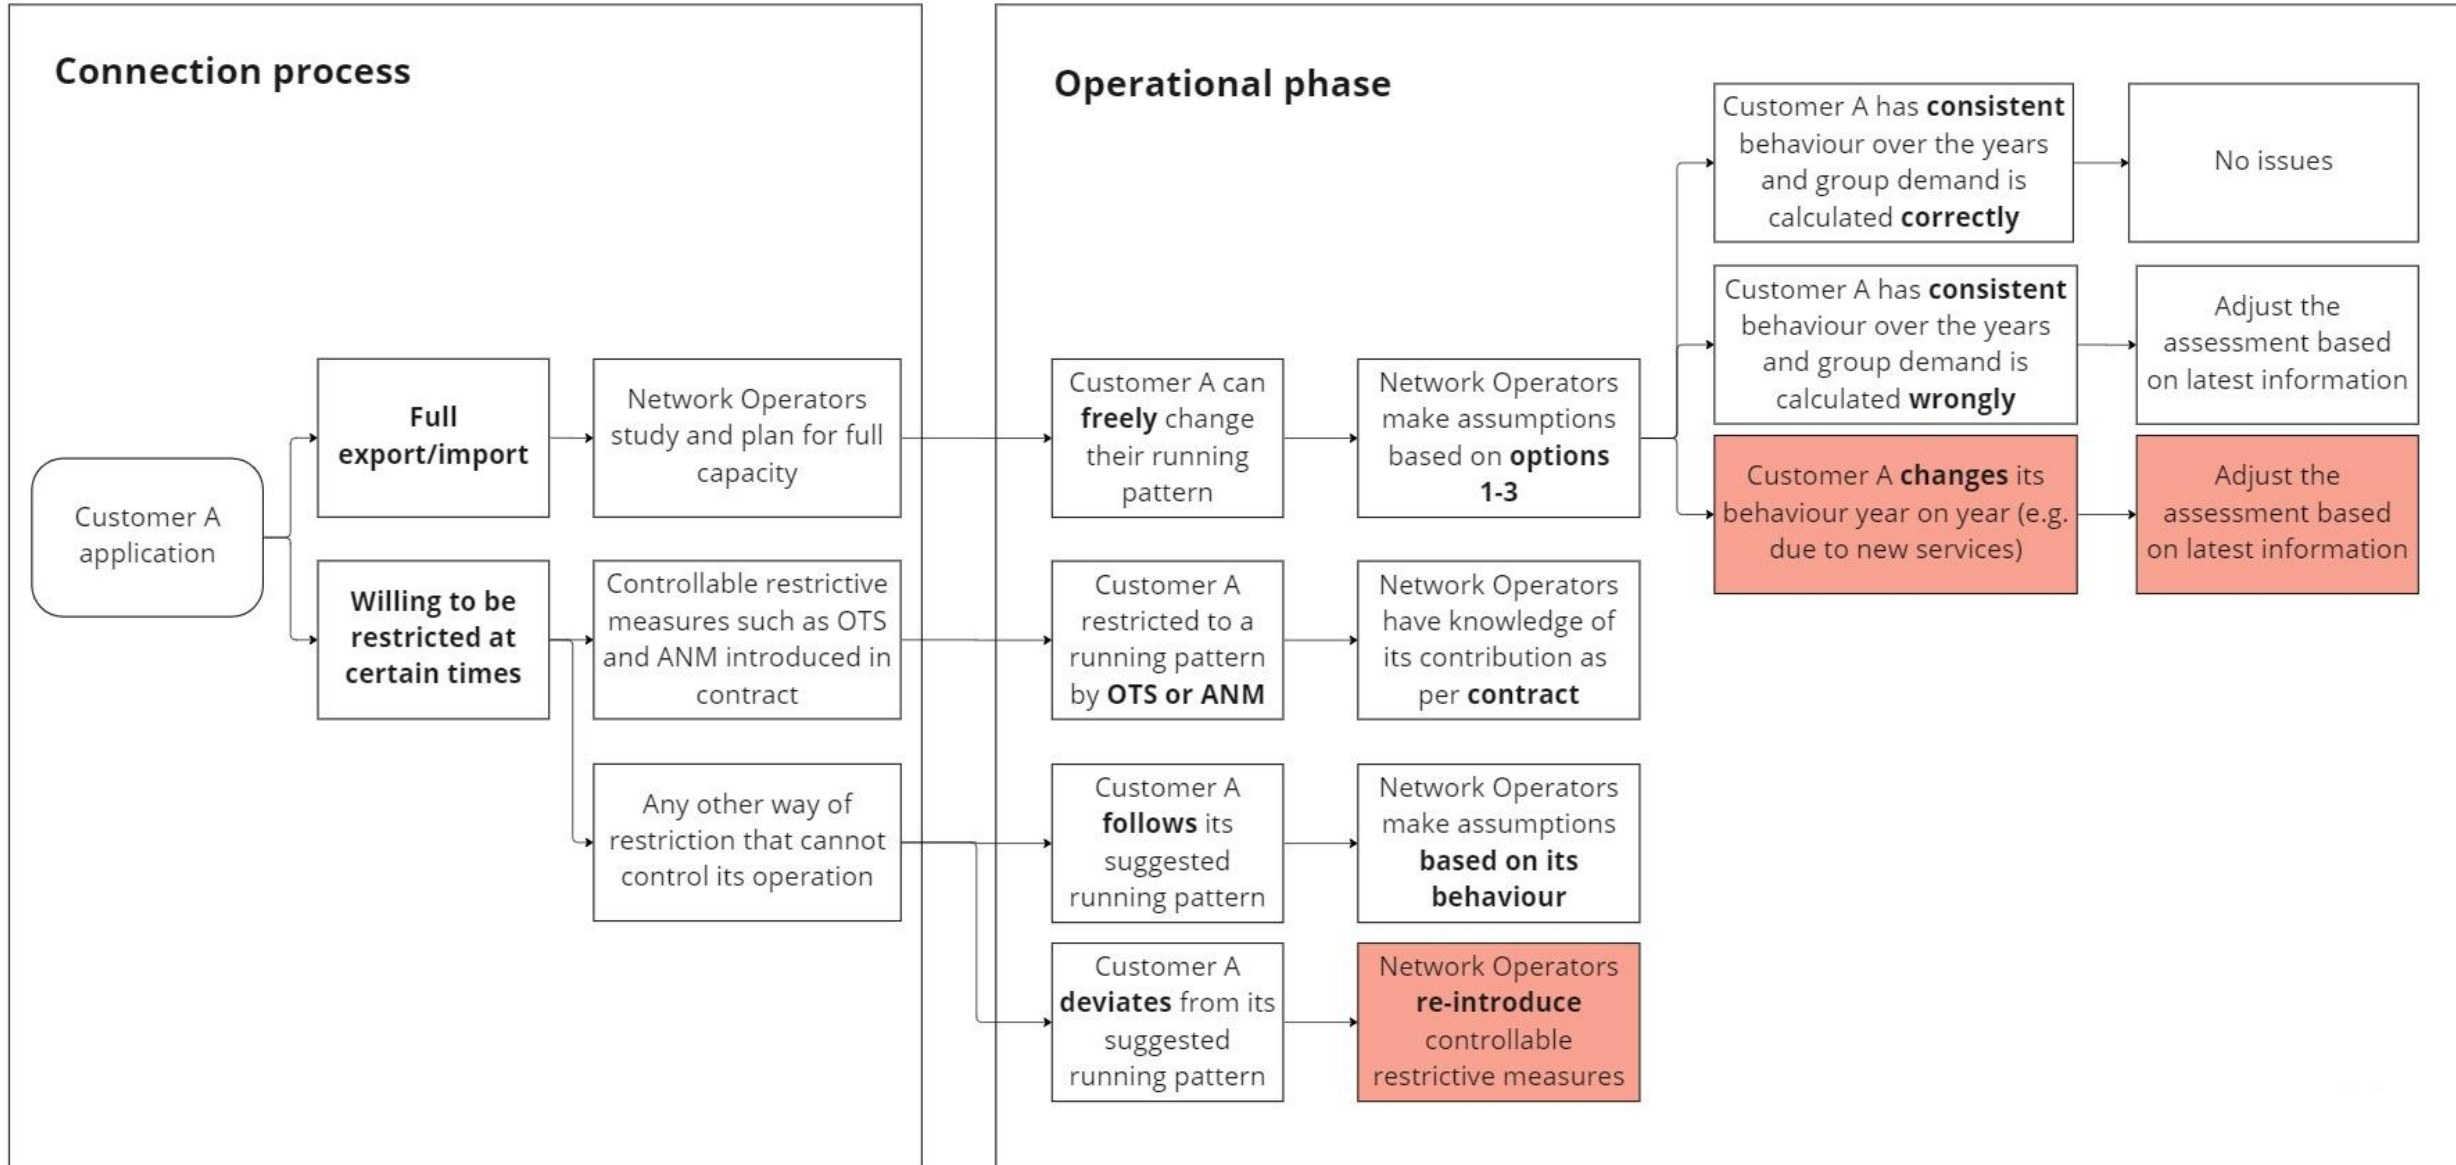 Connection process
Customer A
application
Full
export/import
Network Operators
study and plan for full
capacity
Willing to be
restricted at
certain times
Controllable restrictive
measures such as OTS
and ANM introduced in
contract
Any other way of
restriction that cannot
control its operation
Operational phase
Customer A can
freely change
their running
pattern
Network Operators
make assumptions
based on options
1-3
Customer A has consistent
behaviour over the years
and group demand is
calculated correctly
No issues
Customer A has consistent
behaviour over the years
and group demand is
calculated wrongly
Adjust the
assessment based
on latest information
Customer A changes its
behaviour year on year (e.g.
due to new services)
Adjust the
assessment based
on latest information
Customer A
restricted to a
running pattern
by OTS or ANM
Network Operators
have knowledge of
its contribution as
per contract
Customer A
follows its
suggested
running pattern
Network Operators
make assumptions
based on its
behaviour
Customer A
deviates from its
suggested
running pattern
Network Operators
re-introduce
controllable
restrictive measures